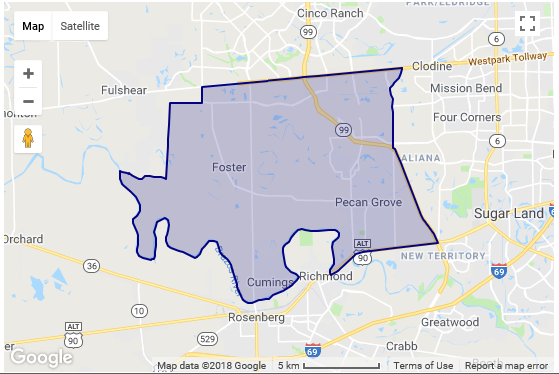 PARK/ELDRIDGE
Cinco Ranch
Map
Satellite
99
6
Clodine
Westpark Tollway
Fulshear
Mission Bend
Four Corners
99
6
ALIANA
Foster
Pecan Grove
Sugar Land
Orchard
ALT
90
NEW TERRITORY
69
36
Cumings
Richmond
10
Rosenberg
Greatwood
ALT
90
529
69
Crabb
Google
Map data ©2018 Google
5 km
Terms of Use
Report a map error